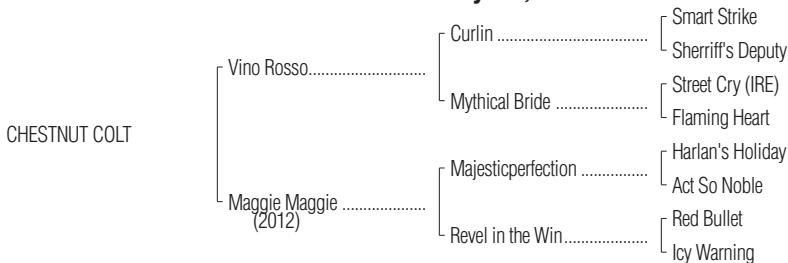 Smart Strike
Curlin ..................................
Sherriff's Deputy
Vino Rosso..........................
Street Cry (IRE)
Mythical Bride .....................
Flaming Heart
CHESTNUT COLT
Harlan's Holiday
Majesticperfection ...............
Act So Noble
Maggie Maggie ...................
(2012)
Red Bullet
Revel in the Win...................
Icy Warning